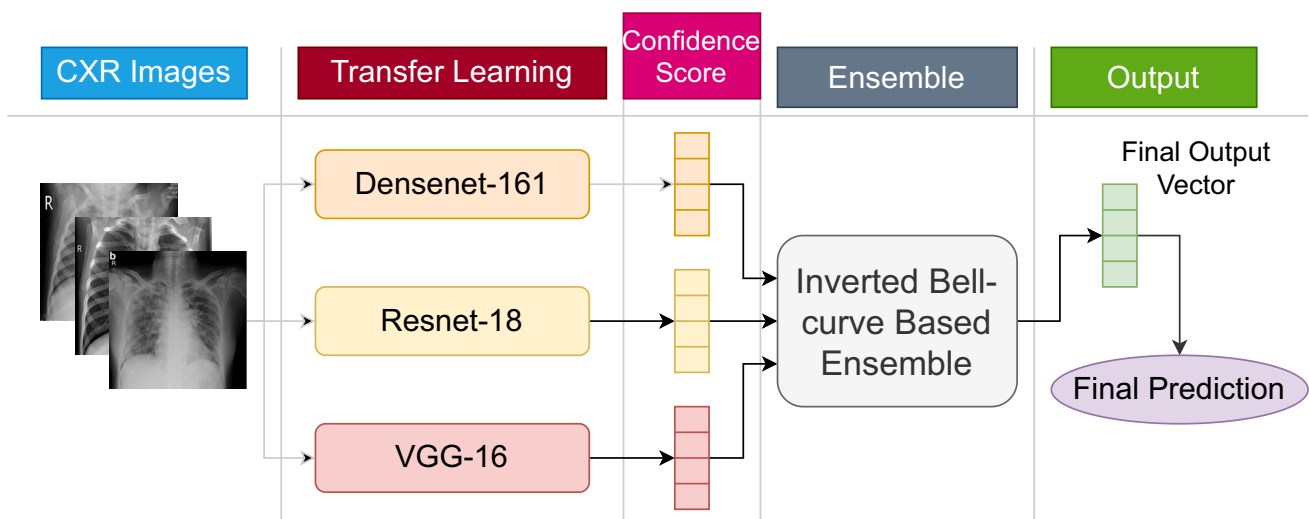 CXR Images
Transfer Learning
Confidence
Score
Ensemble
Output
Densenet-161
Resnet-18
VGG-16
R
R
b
R
Inverted Bell-
curve Based
Ensemble
Final Output
Vector
Final Prediction